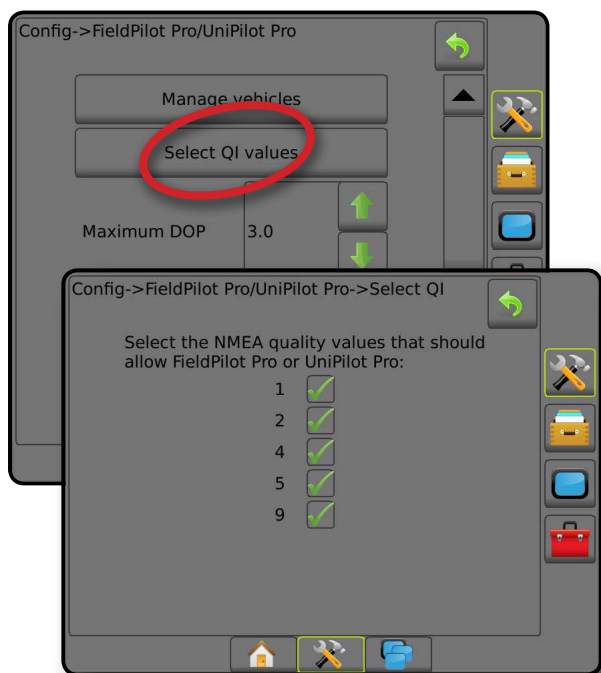 Config->FieldPilot Pro/UniPilot Pro
Manage vehicles
Select QI values
Maximum DOP 3.0
Config->FieldPilot Pro/UniPilot Pro->Select QI
Select the NMEA quality values that should
allow FieldPilot Pro or UniPilot Pro:
1
2
4
5
9